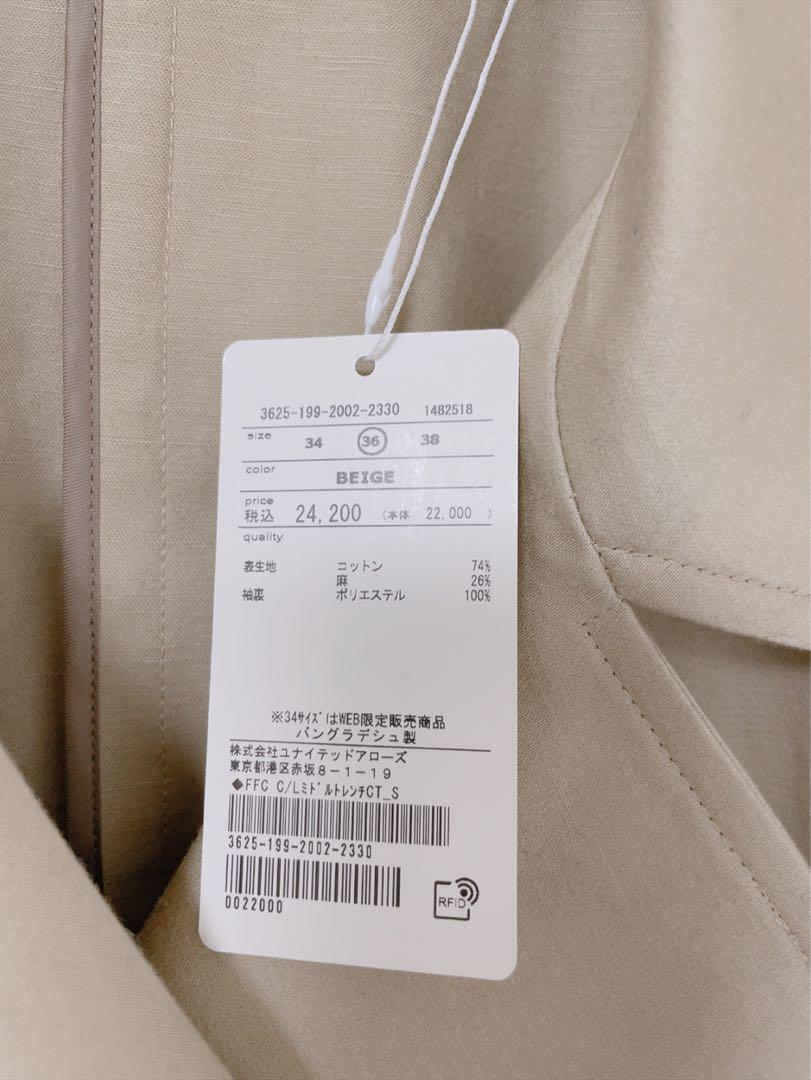 3625-199-2002-2330 1482518
size 34 36 38
color
BEIGE
price
税込 24,200 (本体 22,000 )
quality
表生地 コットン 74%
麻 26%
袖裏 ポリエステル 100%
※34サイズはWEB限定販売商品
バングラデシュ製
株式会社ユナイテッドアローズ
東京都港区赤坂8-1-19
◆FFC C/LミドルトレンチCT_S
3625-199-2002-2330
0022000
RFID